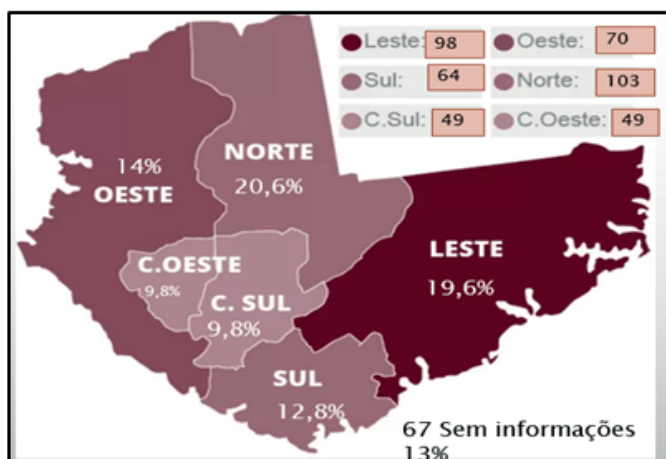 Leste: 98
Oeste: 70
Sul: 64
Norte: 103
C.Sul: 49
C.Oeste: 49
14%
OESTE
NORTE
20,6%
C.OESTE
9,8%
C. SUL
9,8%
LESTE
19,6%
SUL
12,8%
67 Sem informações
13%